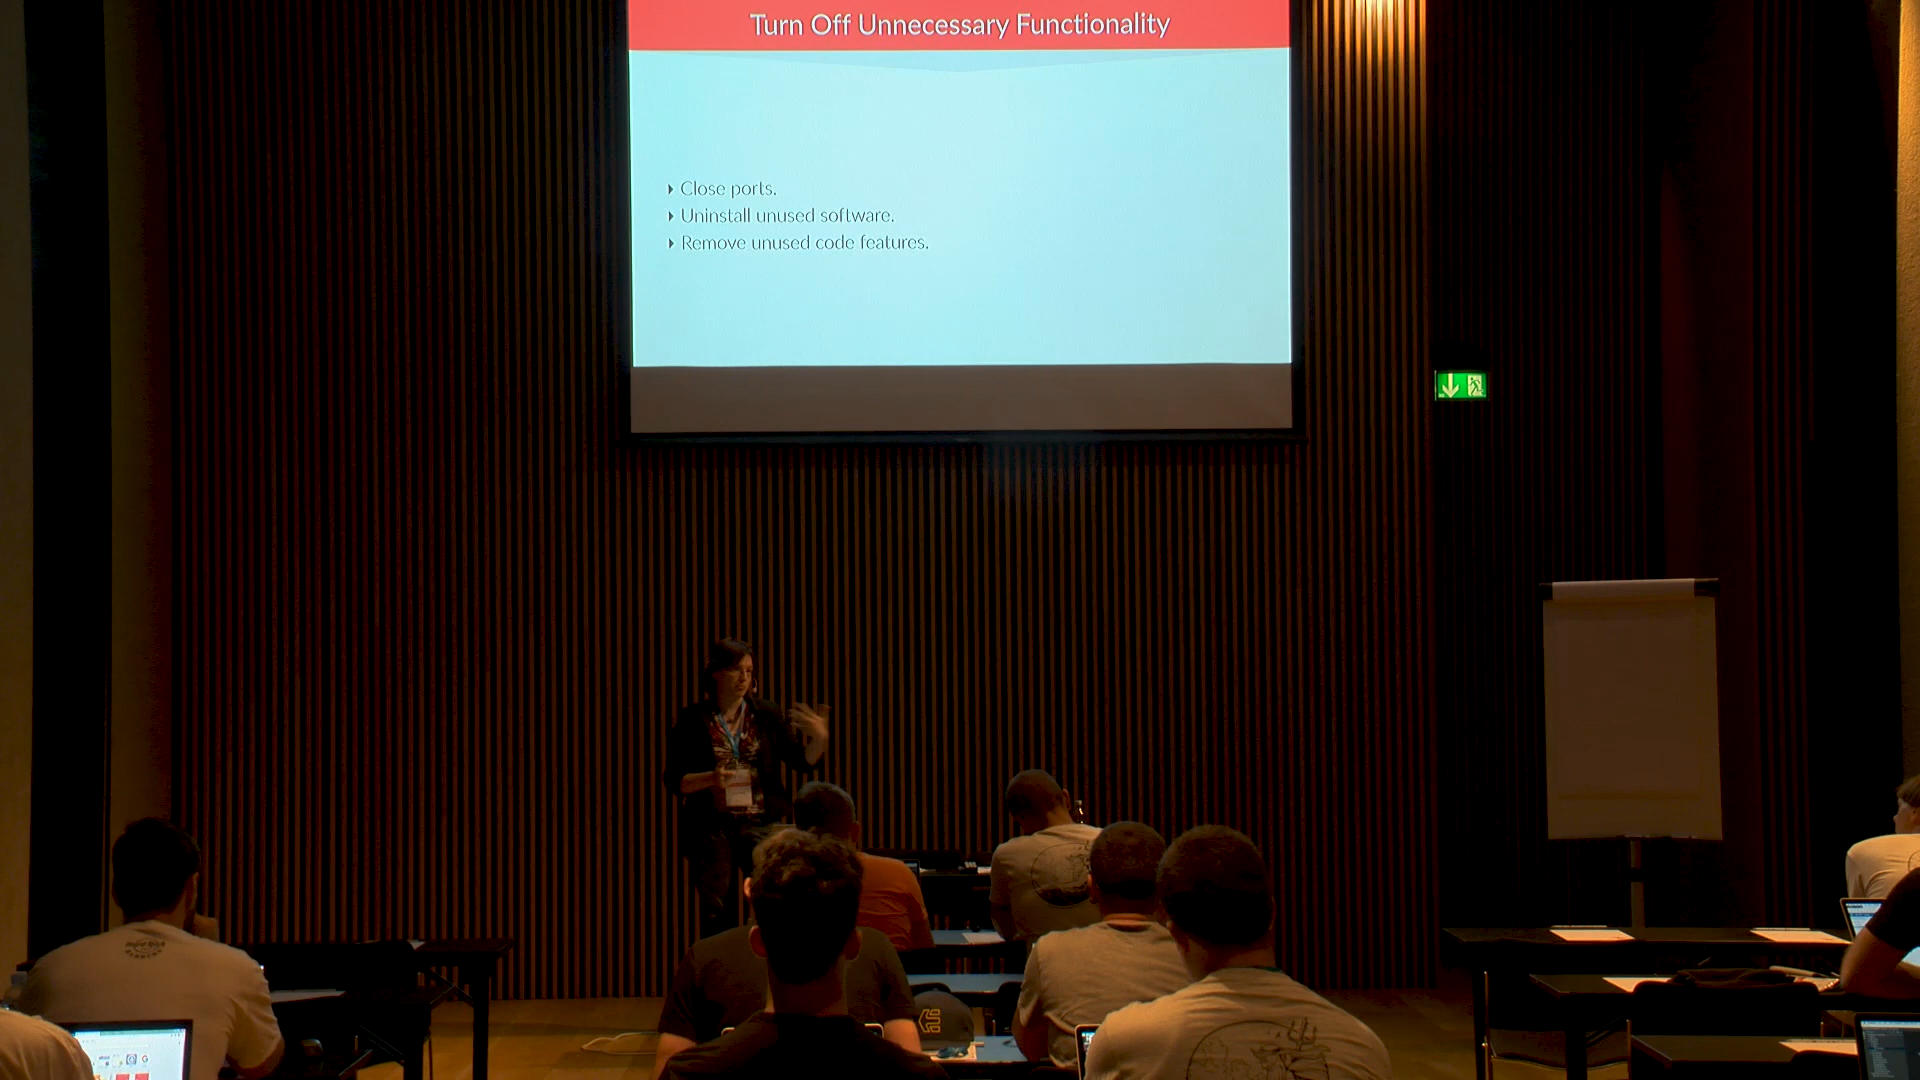 Turn Off Unnecessary Functionality
Close ports.
Uninstall unused software.
Remove unused code features.